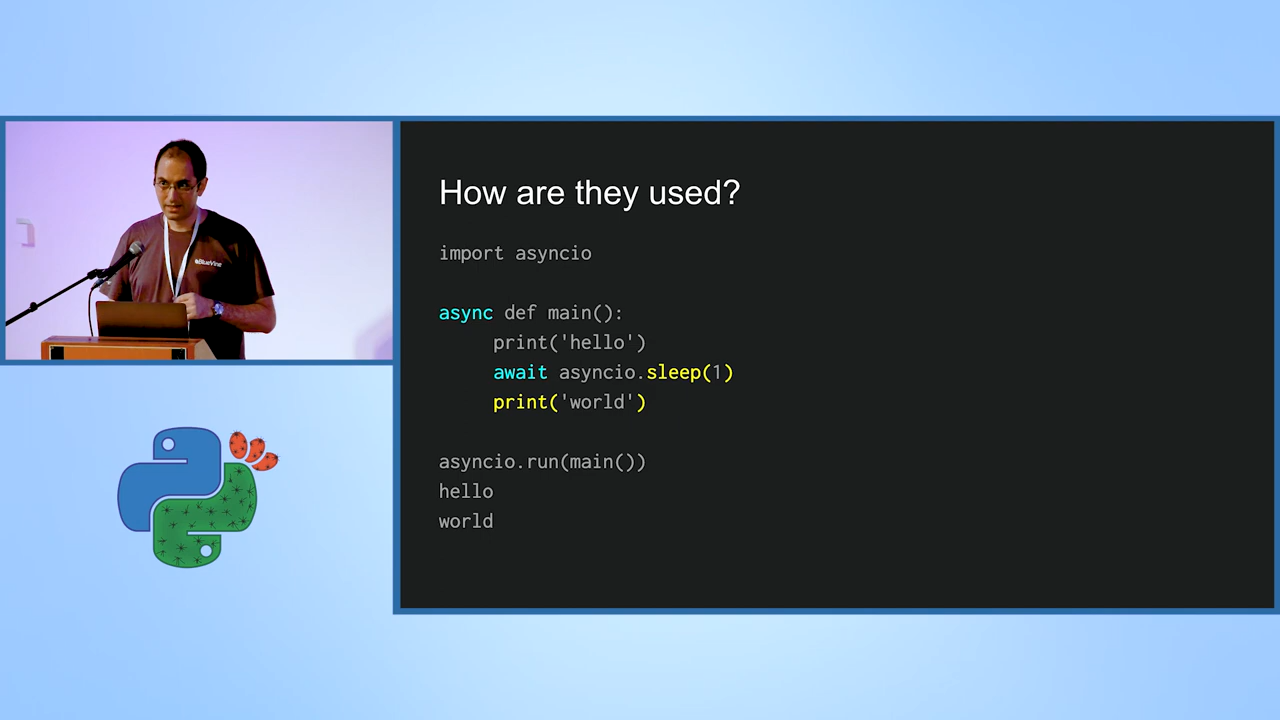 BlueVine
How are they used?
import asyncio
async def main():
print('hello')
await asyncio.sleep(1)
print('world')
asyncio.run(main())
hello
world